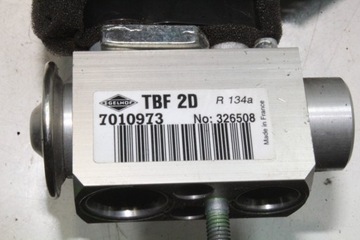 EGELHOF TBF 2D R 134a
7010973 No: 326508
Made in France